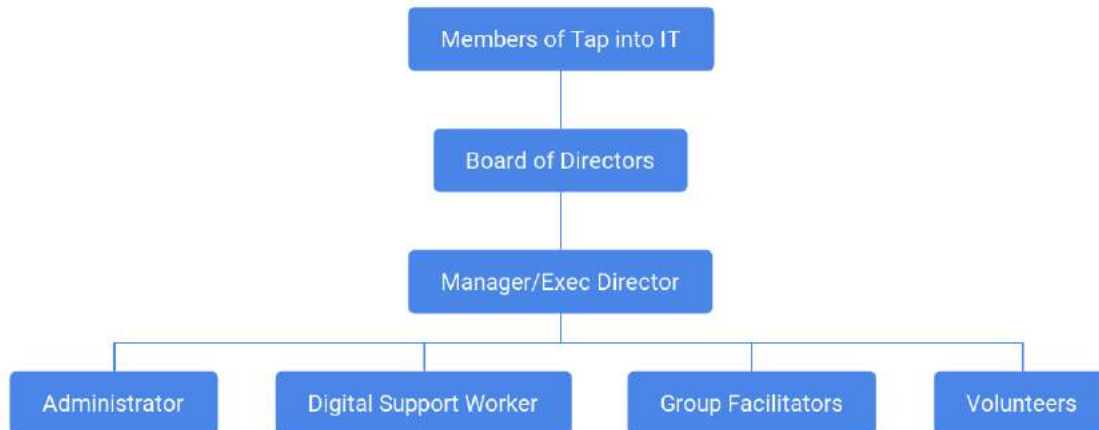 Members of Tap into IT
Board of Directors
Manager/Exec Director
Administrator
Digital Support Worker
Group Facilitators
Volunteers